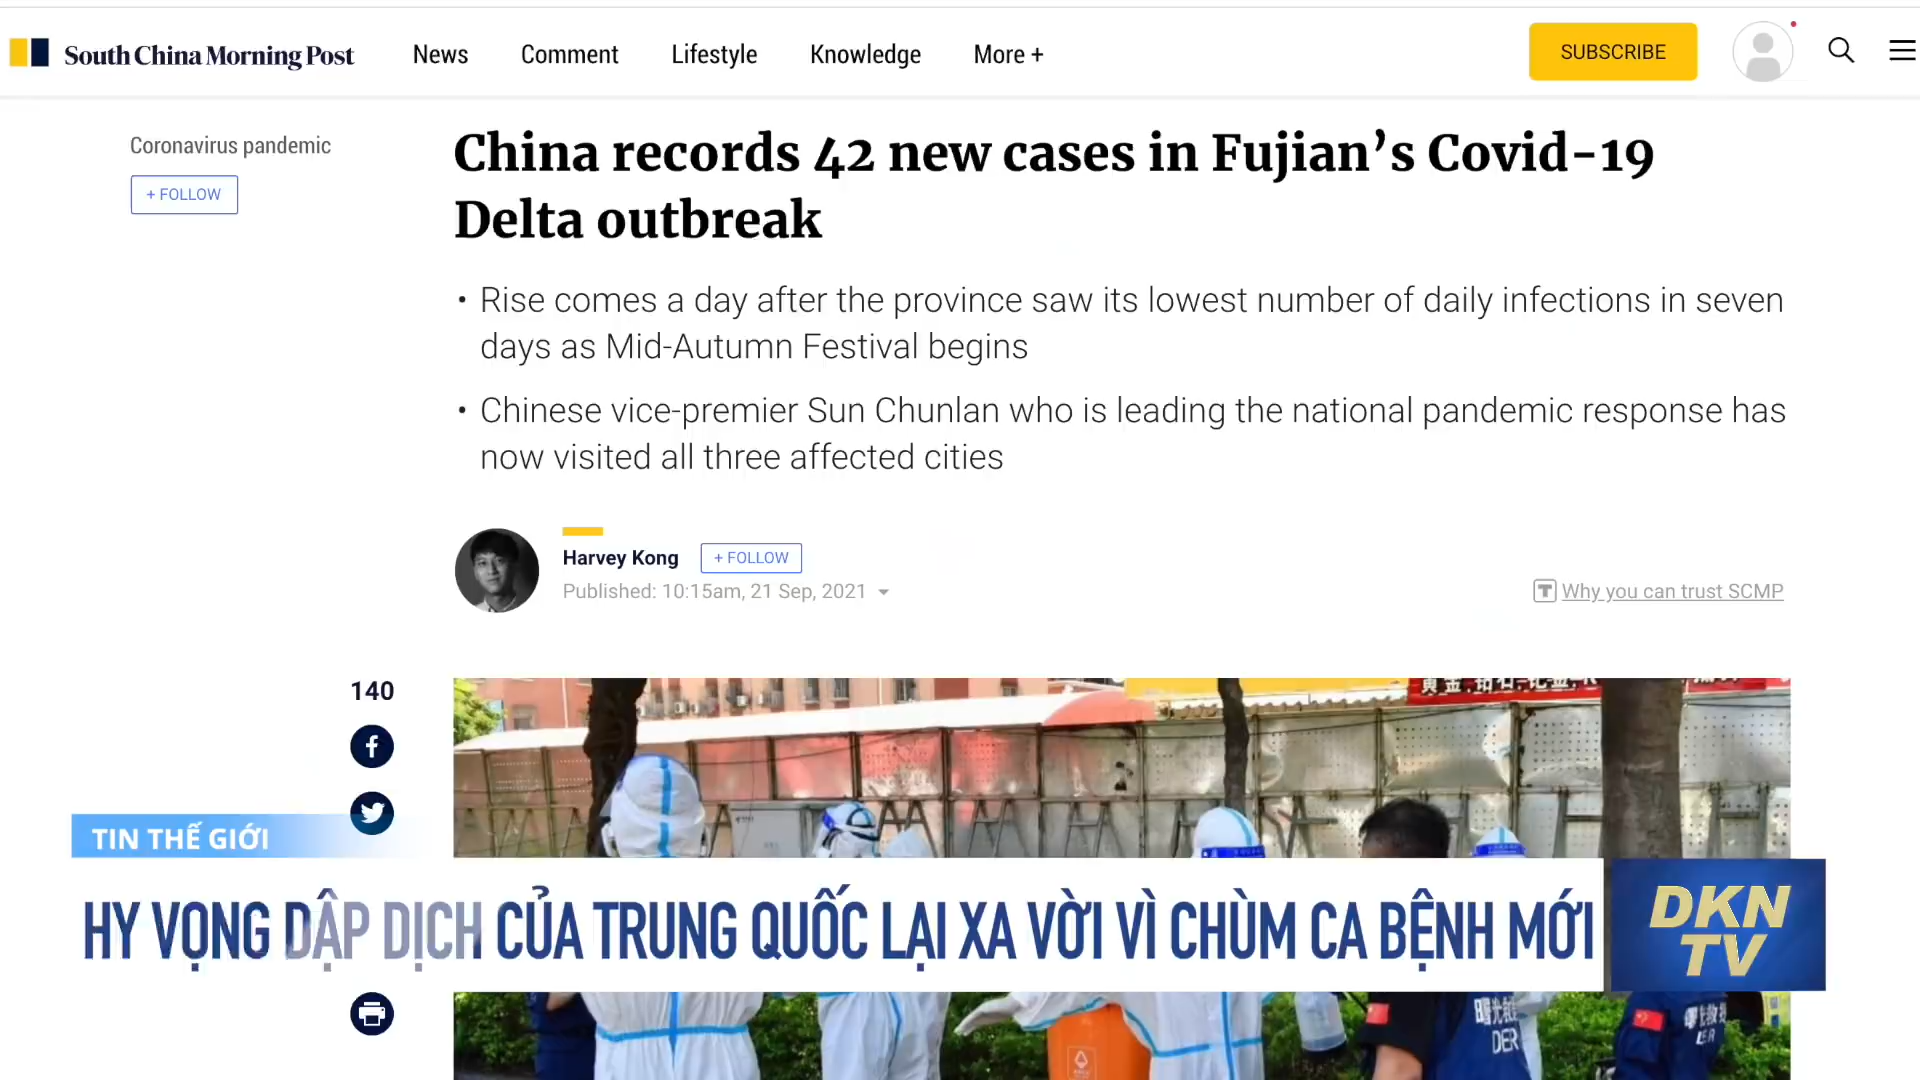 South China Morning Post
News
Comment
Lifestyle
Knowledge
More +
SUBSCRIBE
Coronavirus pandemic
+ FOLLOW
China records 42 new cases in Fujian’s Covid-19
Delta outbreak
• Rise comes a day after the province saw its lowest number of daily infections in seven
days as Mid-Autumn Festival begins
• Chinese vice-premier Sun Chunlan who is leading the national pandemic response has
now visited all three affected cities
Harvey Kong
+ FOLLOW
Published: 10:15am, 21 Sep, 2021
Why you can trust SCMP
140
TIN THẾ GIỚI
HY VỌNG DẬP DỊCH CỦA TRUNG QUỐC LẠI XA VỜI VÌ CHÙM CA BỆNH MỚI
DKN
TV